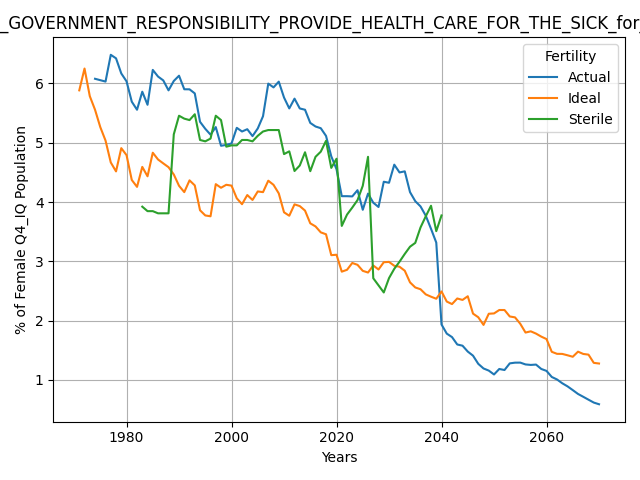 _GOVERNMENT_RESPONSIBILITY_PROVIDE_HEALTH_CARE_FOR_THE_SICK_for_
Fertility
Actual
Ideal
Sterile
% of Female Q4_IQ Population
6
5
4
3
2
1
1980 2000 2020 2040 2060
Years